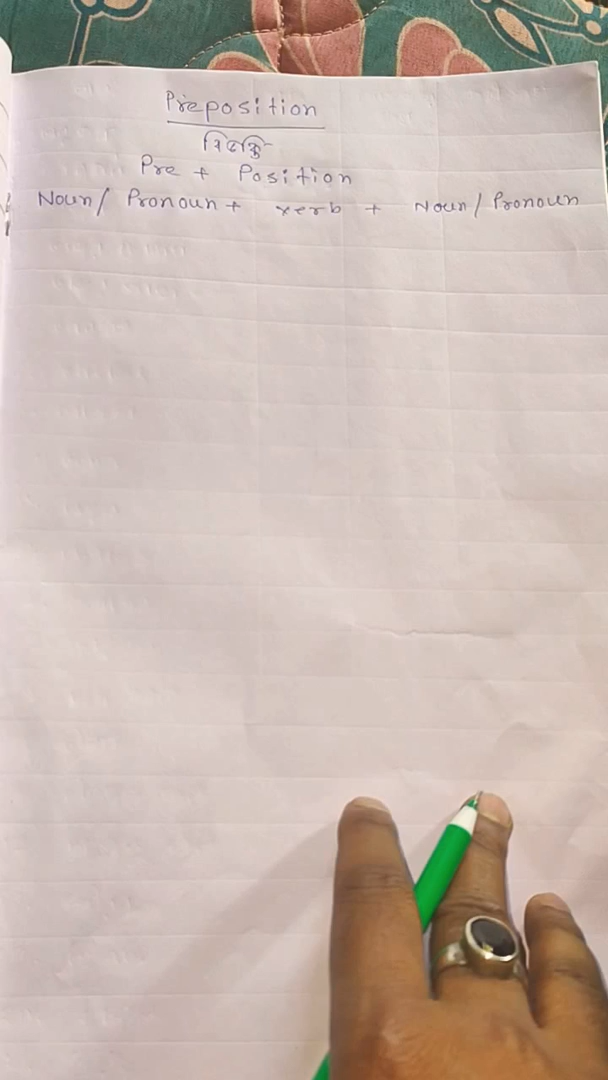 Preposition
বিভক্তি
Pre + Position
Noun/ Pronoun + verb + Noun/ Pronoun